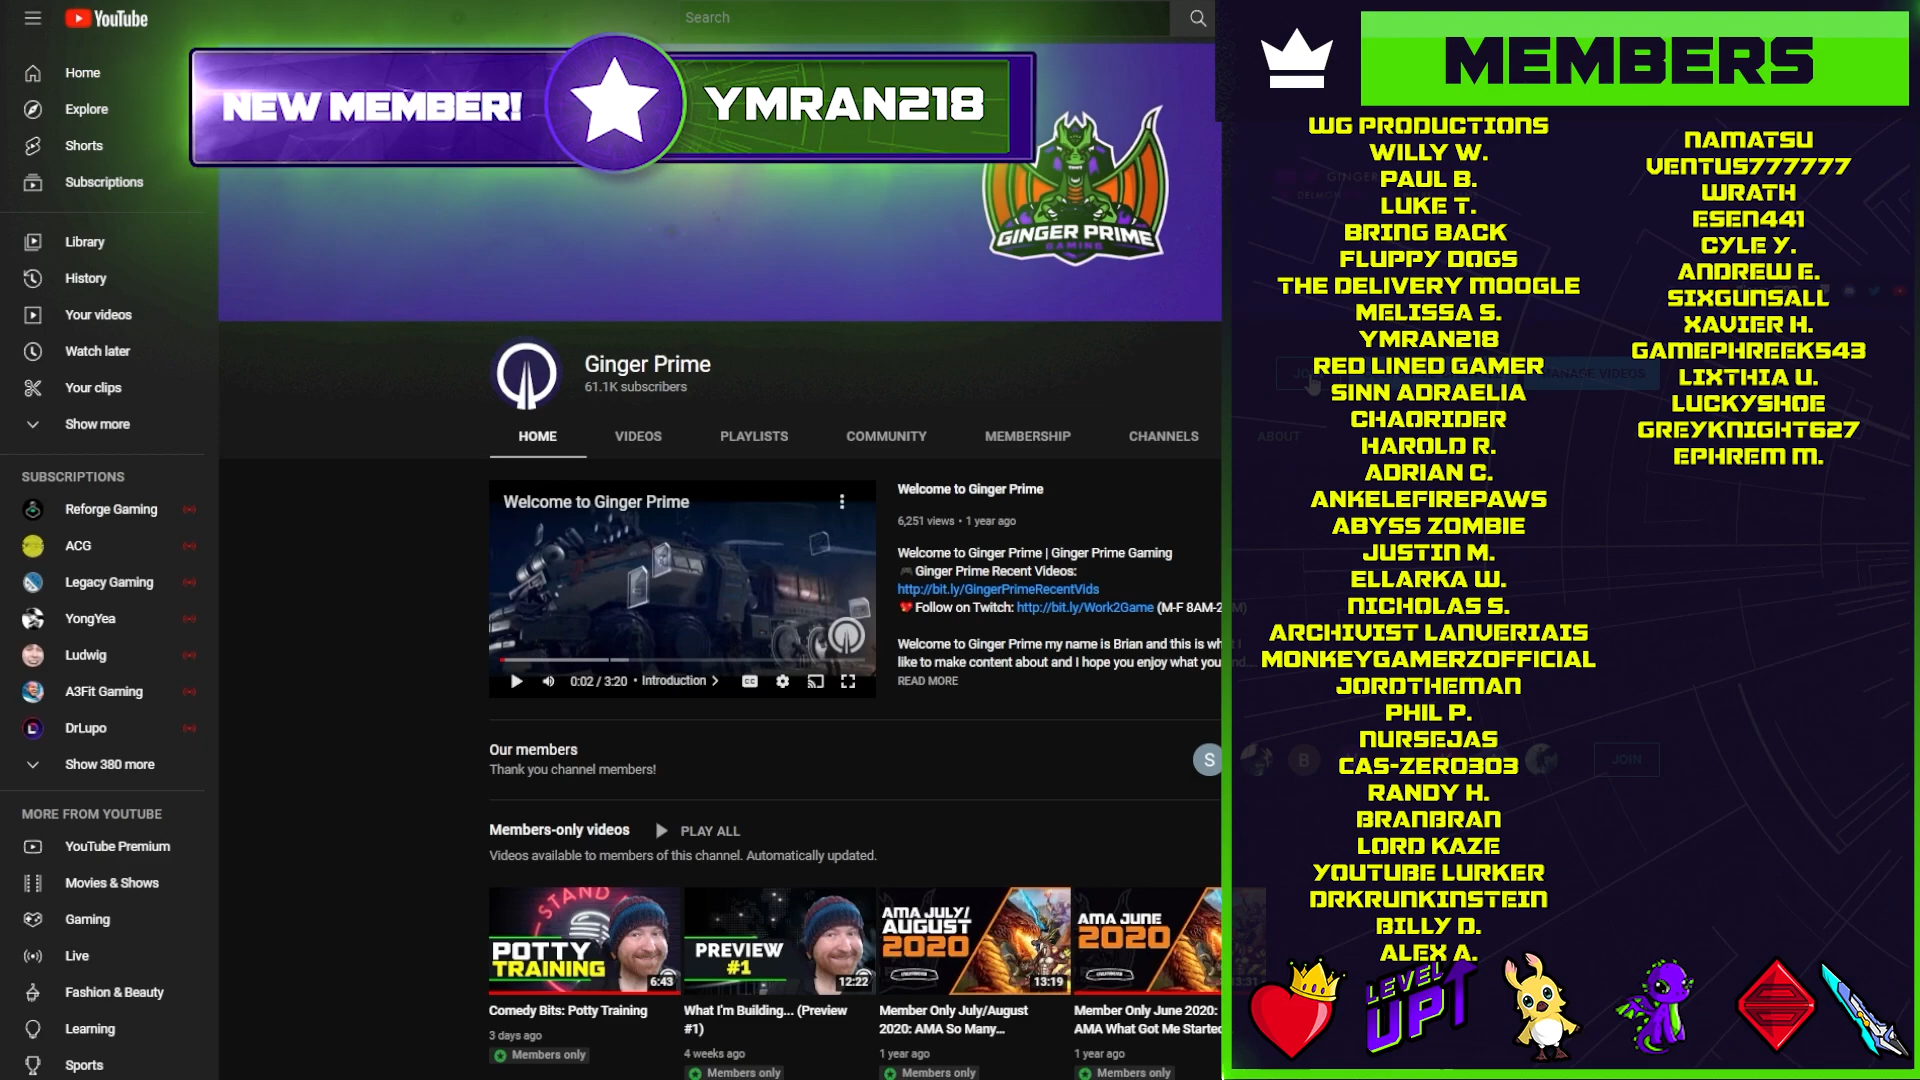 YouTube
Search
Home
Explore
Shorts
Subscriptions
Library
History
Your videos
Watch later
Your clips
Show more
SUBSCRIPTIONS
Reforge Gaming
ACG
Legacy Gaming
YongYea
Ludwig
A3Fit Gaming
DrLupo
Show 380 more
MORE FROM YOUTUBE
YouTube Premium
Movies & Shows
Gaming
Live
Fashion & Beauty
Learning
Sports
NEW MEMBER!
YMRAN218
GINGER PRIME
GAMING
Ginger Prime
61.1K subscribers
HOME
VIDEOS
PLAYLISTS
COMMUNITY
MEMBERSHIP
CHANNELS
ABOUT
Welcome to Ginger Prime
0:02 / 3:20 • Introduction
CC
Welcome to Ginger Prime
6,251 views • 1 year ago
Welcome to Ginger Prime | Ginger Prime Gaming
Ginger Prime Recent Videos:
http://bit.ly/GingerPrimeRecentVids
Follow on Twitch: http://bit.ly/Work2Game (M-F 8AM-2
Welcome to Ginger Prime my name is Brian and this is what I
like to make content about and I hope you enjoy what you
READ MORE
Our members
Thank you channel members!
S
B
JOIN
Members-only videos
PLAY ALL
Videos available to members of this channel. Automatically updated.
STAND
POTTY
TRAINING
6:43
Comedy Bits: Potty Training
3 days ago
Members only
PREVIEW
#1
12:22
What I'm Building... (Preview
#1)
4 weeks ago
Members only
AMA JULY/
AUGUST
2020
13:19
Member Only July/August
2020: AMA So Many...
1 year ago
Members only
AMA JUNE
2020
Member Only June 2020:
AMA What Got Me Started
1 year ago
Members only
MEMBERS
WG PRODUCTIONS
WILLY W.
PAUL B.
LUKE T.
BRING BACK
FLUPPY DOGS
THE DELIVERY MOOGLE
MELISSA S.
YMRAN218
RED LINED GAMER
SINN ADRAELIA
CHAORIDER
HAROLD R.
ADRIAN C.
ANKELEFIREPAWS
ABYSS ZOMBIE
JUSTIN M.
ELLARKA W.
NICHOLAS S.
ARCHIVIST LANVERIAIS
MONKEYGAMERZOFFICIAL
JORDTHEMAN
PHIL P.
NURSEJAS
CAS-ZERO303
RANDY H.
BRANBRAN
LORD KAZE
YOUTUBE LURKER
DRKRUNKINSTEIN
BILLY D.
ALEX A.
NAMATSU
VENTUS777777
WRATH
ESEN441
CYLE Y.
ANDREW E.
SIXGUNSALL
XAVIER H.
GAMEPHREEK543
LIXTHIA U.
LUCKYSHOE
GREYKNIGHT627
EPHREM M.
MANAGE VIDEOS
LEVEL
UP